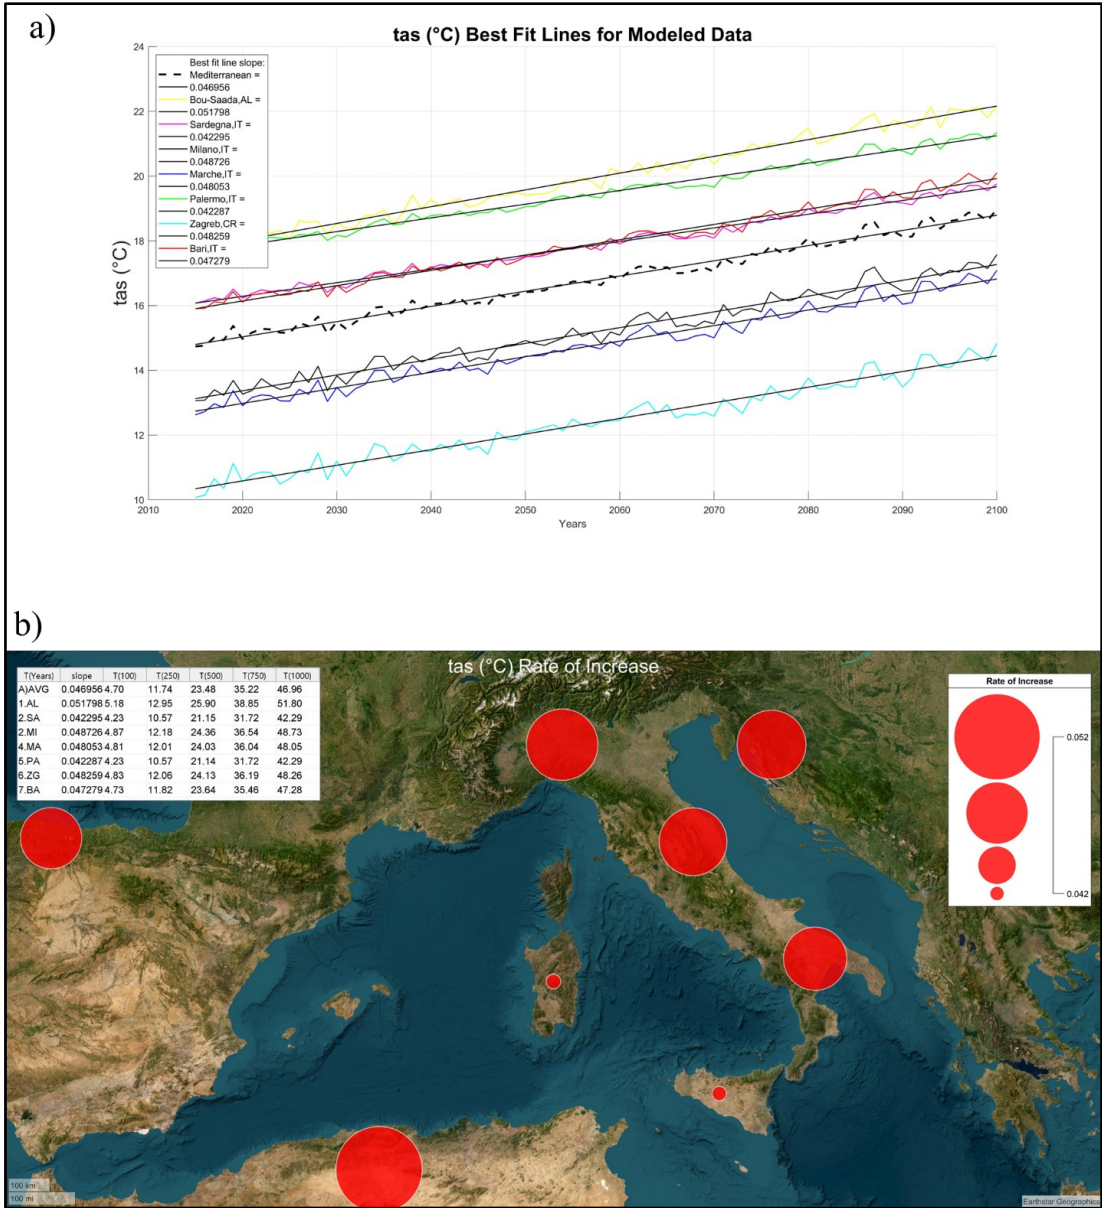 a)
tas (°C) Best Fit Lines for Modeled Data
24
22
20
18
16
14
12
10
tas (°C)
Best fit line slope:
Mediterranean =
0.046956
Bou-Saada,AL =
0.051798
Sardegna,IT =
0.042295
Milano,IT =
0.048726
Marche,IT =
0.048053
Palermo,IT =
0.042287
Zagreb,CR =
0.048259
Bari,IT =
0.047279
2010 2020 2030 2040 2050 2060 2070 2080 2090 2100
Years
b)
tas (°C) Rate of Increase
T(Years) slope T(100) T(250) T(500) T(750) T(1000)
A)AVG 0.046956 4.70 11.74 23.48 35.22 46.96
1.AL 0.051798 5.18 12.95 25.90 38.85 51.80
2.SA 0.042295 4.23 10.57 21.15 31.72 42.29
2.MI 0.048726 4.87 12.18 24.36 36.54 48.73
4.MA 0.048053 4.81 12.01 24.03 36.04 48.05
5.PA 0.042287 4.23 10.57 21.14 31.72 42.29
6.ZG 0.048259 4.83 12.06 24.13 36.19 48.26
7.BA 0.047279 4.73 11.82 23.64 35.46 47.28
Rate of Increase
0.052
0.042
100 km
100 mi
Earthstar Geographics